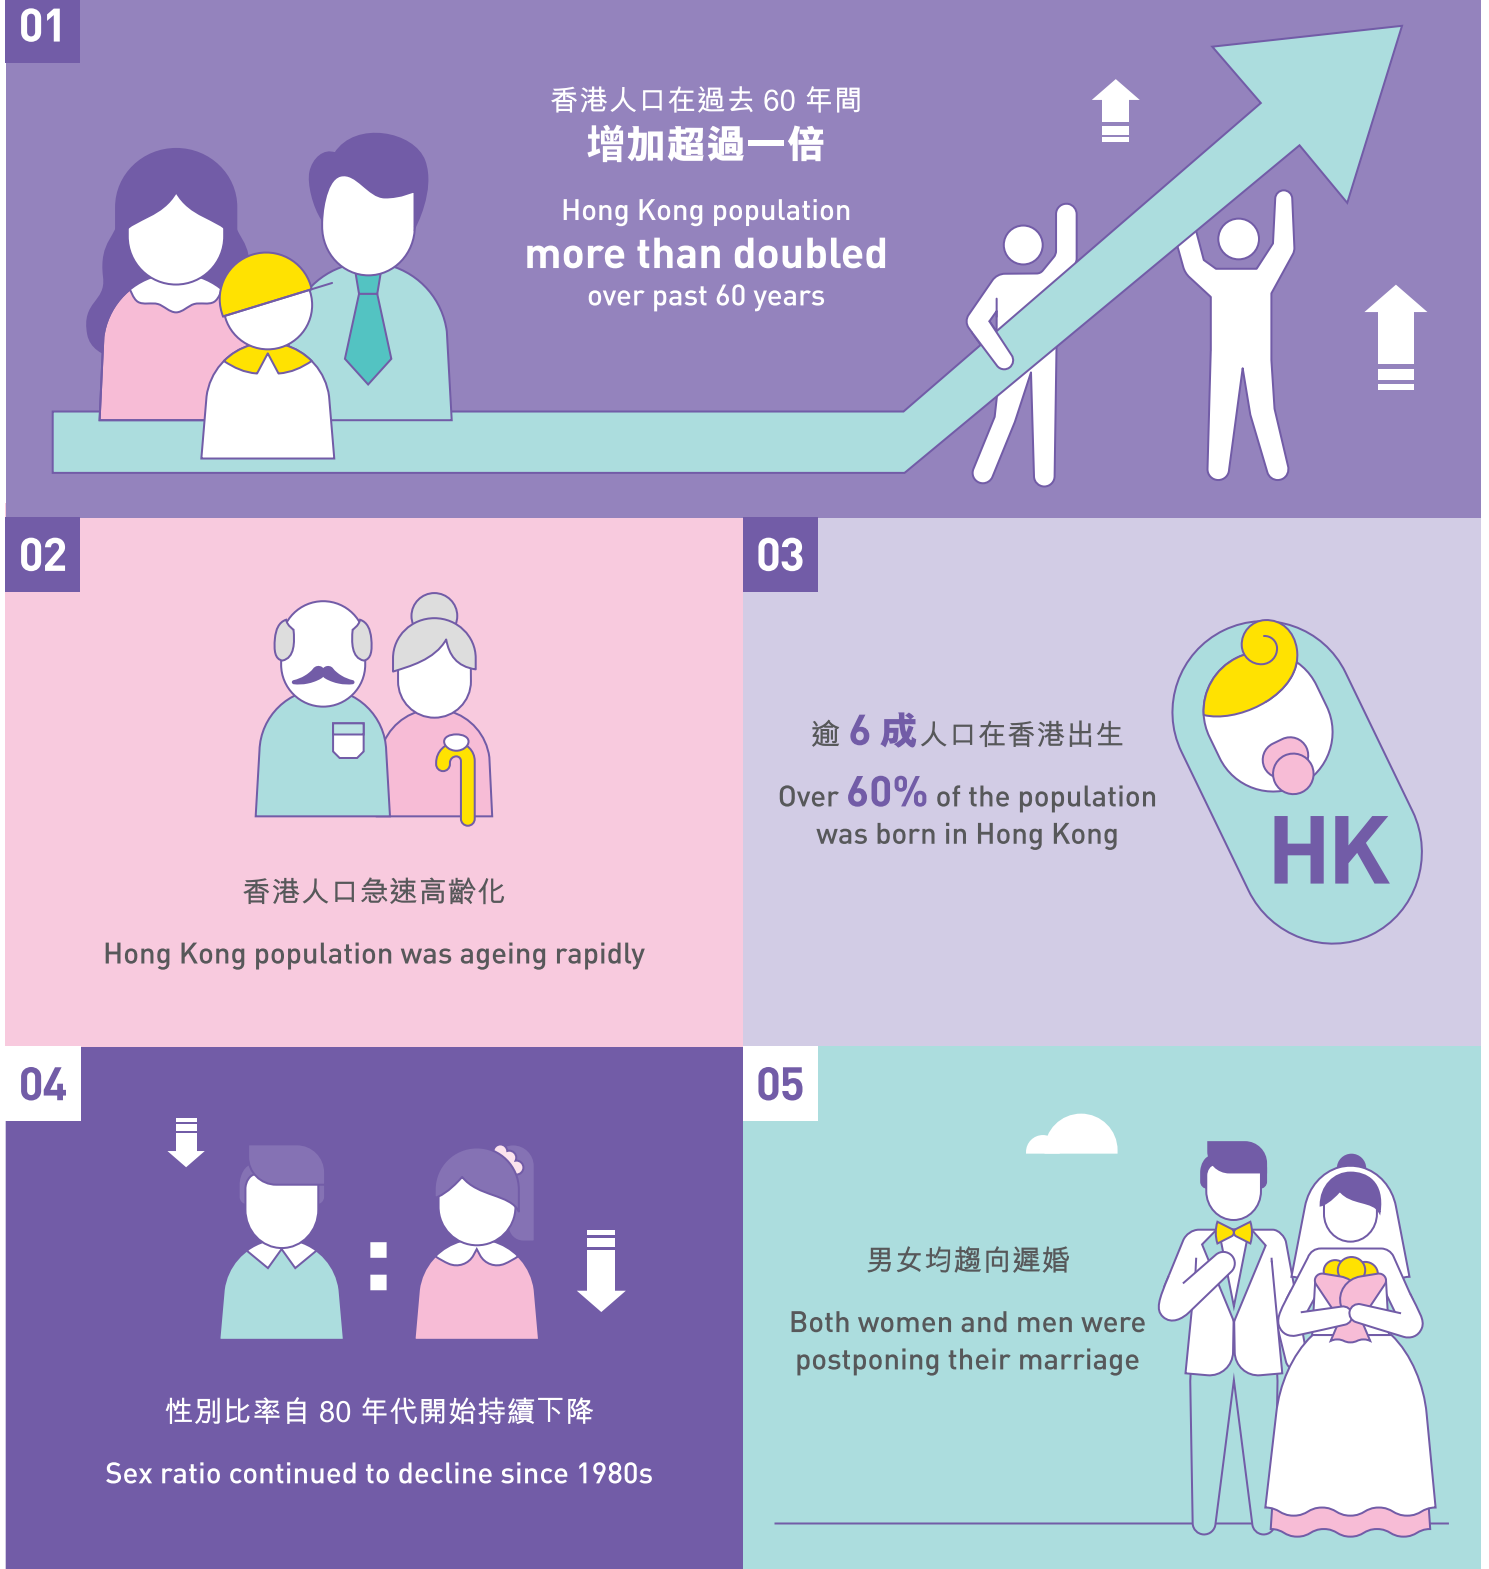 01
香港人口在過去 60 年間
增加超過一倍
Hong Kong population
more than doubled
over past 60 years
02
香港人口急速高齡化
Hong Kong population was ageing rapidly
03
逾 6 成人口在香港出生
Over 60% of the population
was born in Hong Kong
HK
04
:
性別比率自 80 年代開始持續下降
Sex ratio continued to decline since 1980s
05
男女均趨向遲婚
Both women and men were
postponing their marriage